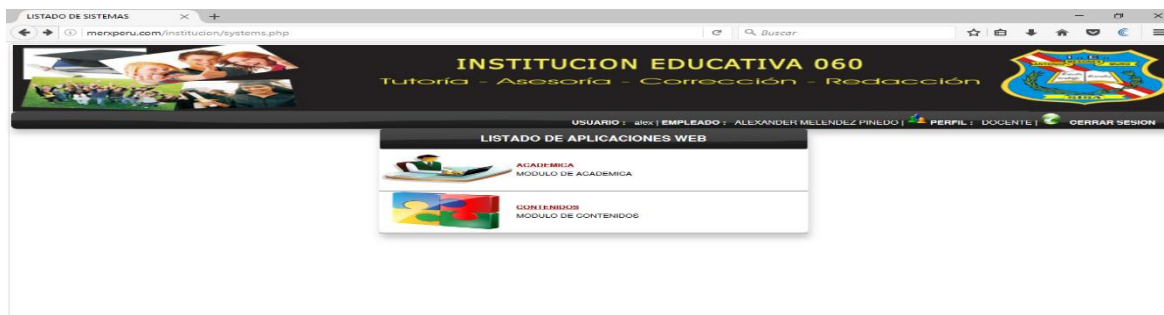 LISTADO DE SISTEMAS
merxperu.com/institucion/systems.php
Buscar
INSTITUCION EDUCATIVA 060
Tutoría - Asesoría - Corrección - Redacción
USUARIO : alex | EMPLEADO : ALEXANDER MELENDEZ PINEDO | PERFIL : DOCENTE | CERRAR SESION
LISTADO DE APLICACIONES WEB
ACADEMICA
MODULO DE ACADEMICA
CONTENIDOS
MODULO DE CONTENIDOS